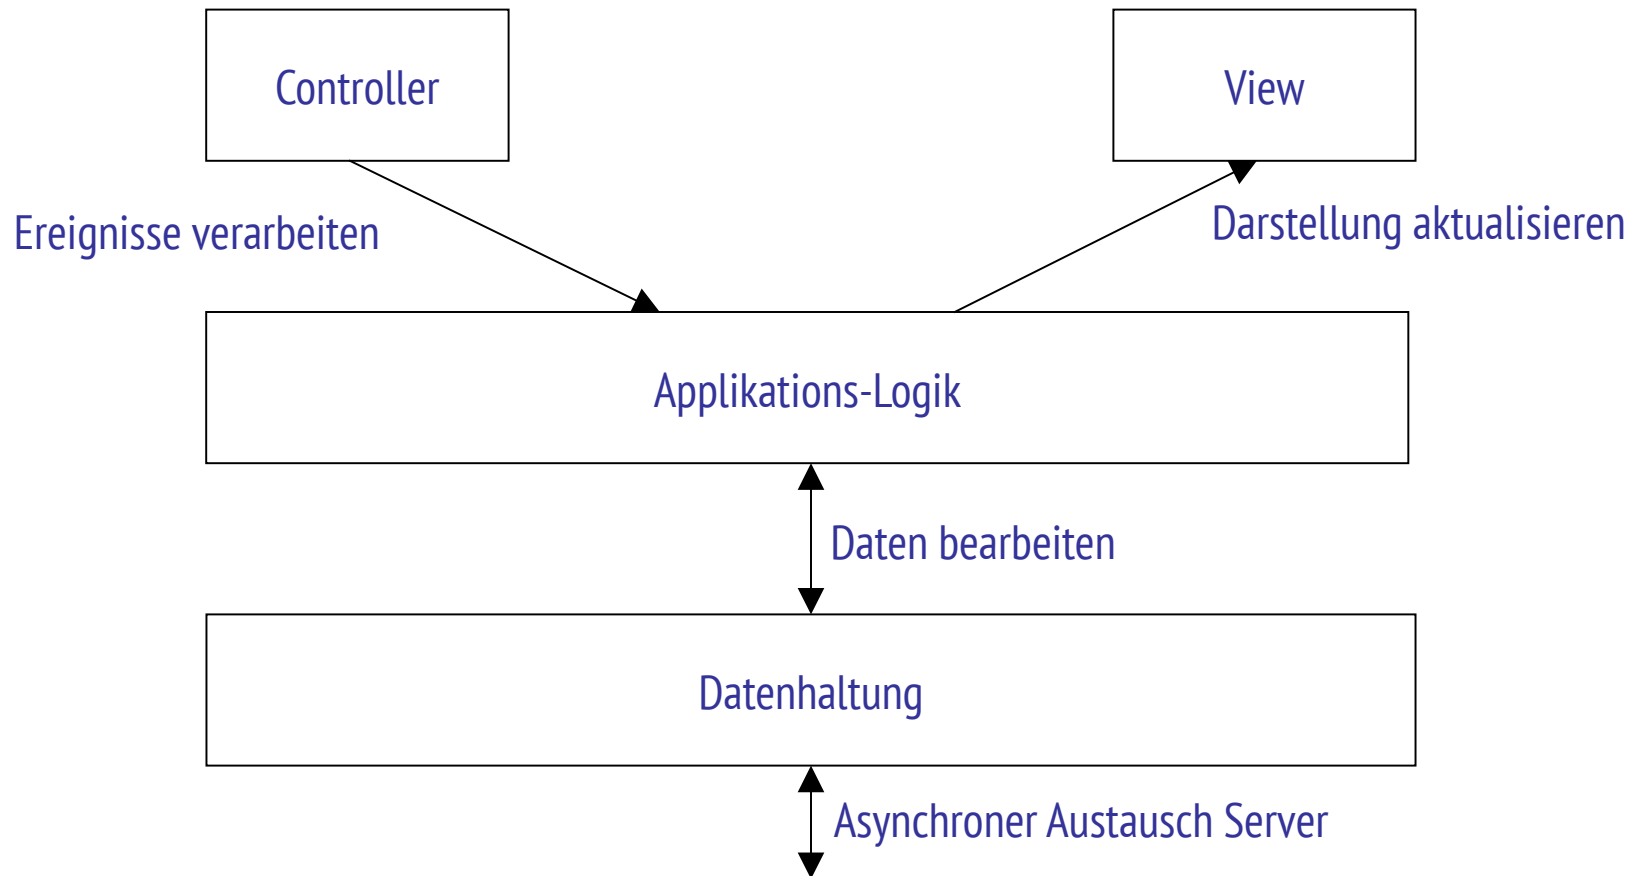 Controller
View
Ereignisse verarbeiten
Darstellung aktualisieren
Applikations-Logik
Daten bearbeiten
Datenhaltung
Asynchroner Austausch Server